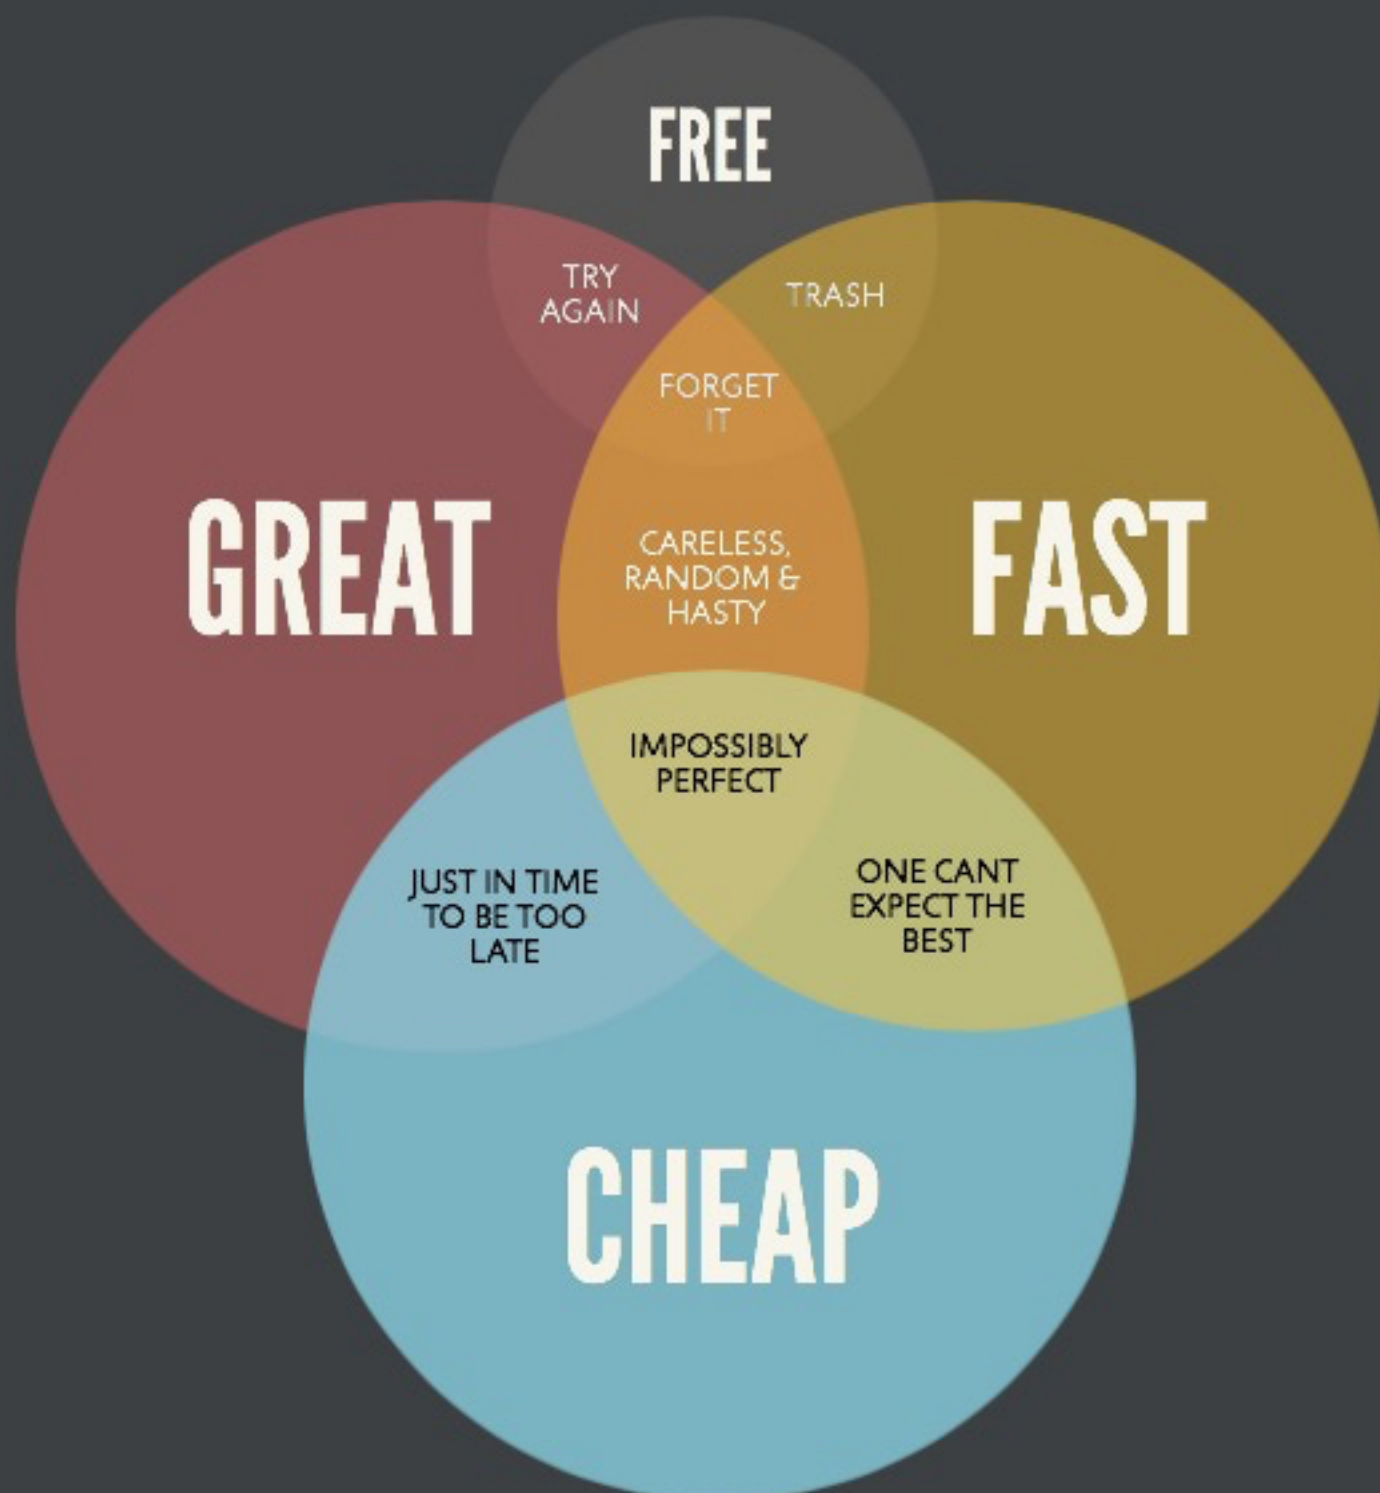 FREE
TRY
AGAIN
TRASH
FORGET
IT
GREAT
CARELESS,
RANDOM &
HASTY
FAST
IMPOSSIBLY
PERFECT
JUST IN TIME
TO BE TOO
LATE
ONE CANT
EXPECT THE
BEST
CHEAP